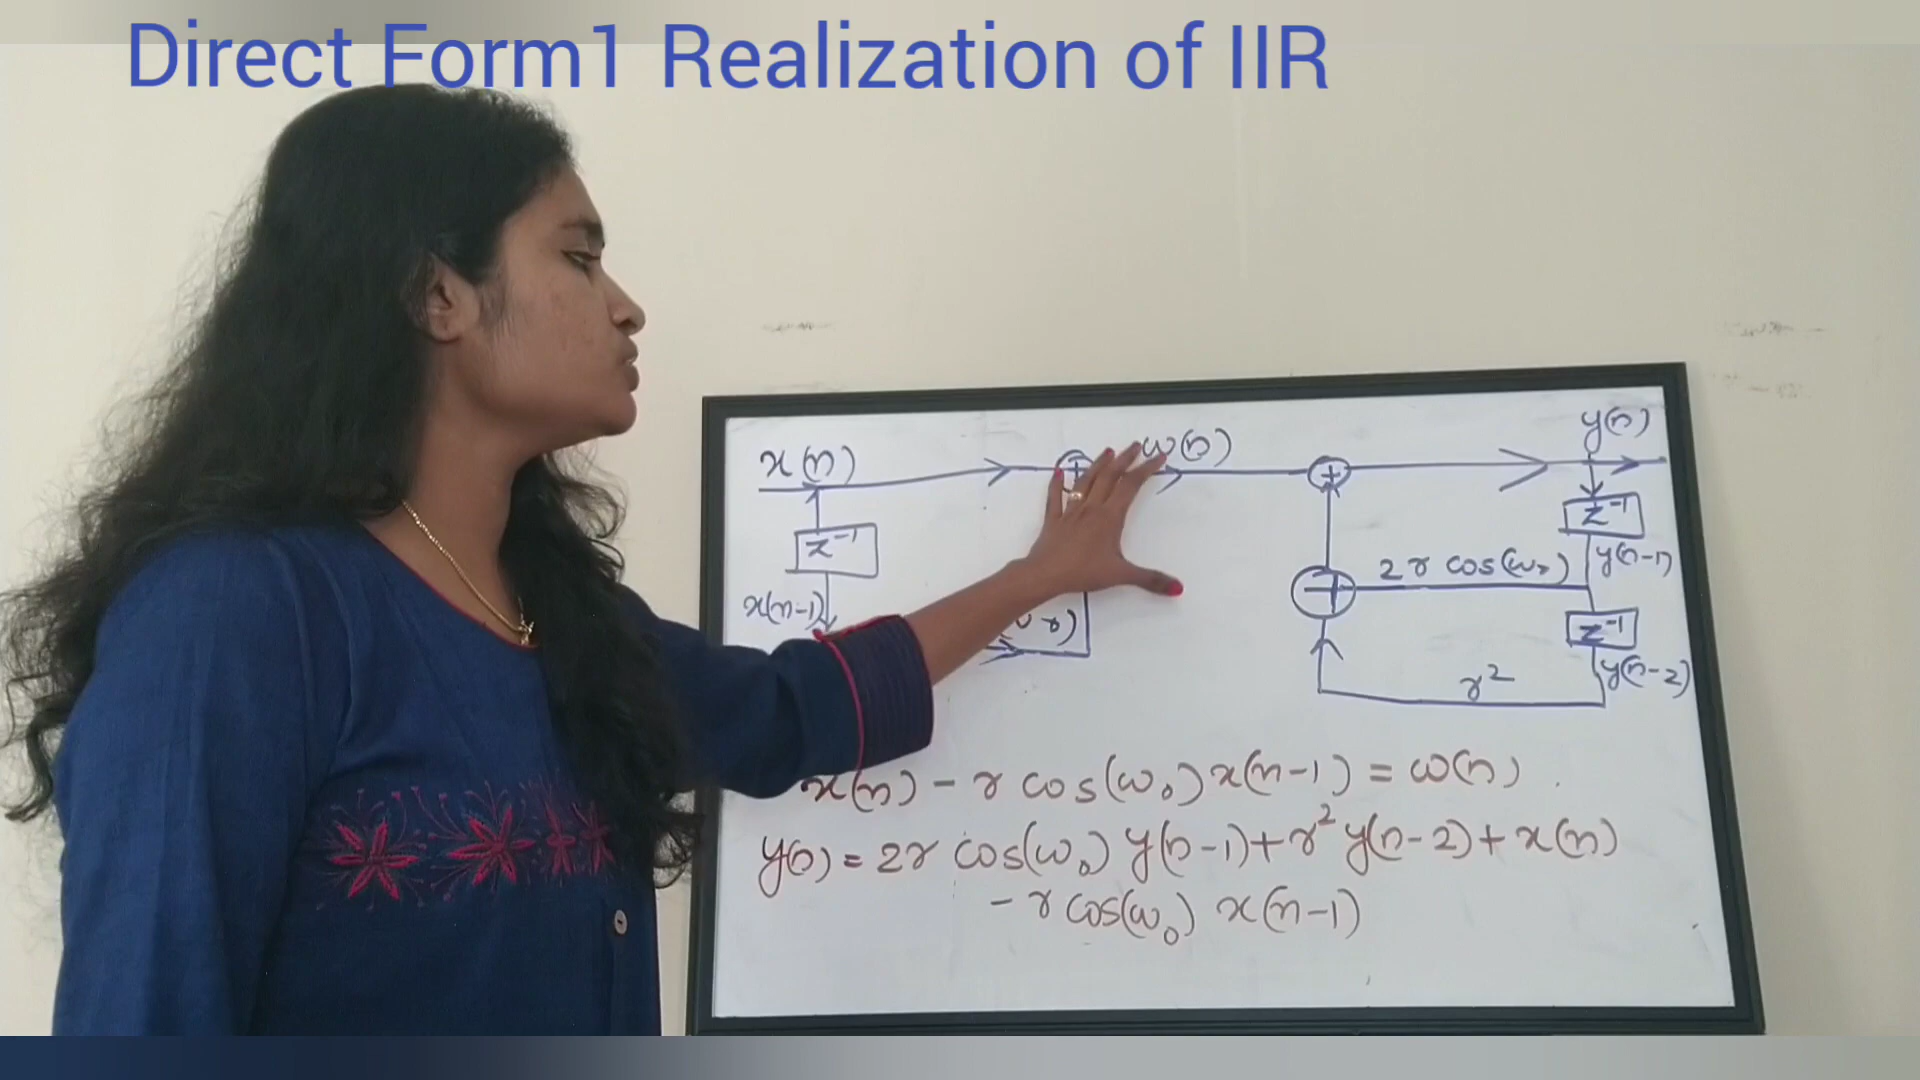 Direct Form1 Realization of IIR
x(n)
w(n)
y(n)
z⁻¹
z⁻¹
x(n-1)
2r cos(ω₀)
y(n-1)
z⁻¹
r²
y(n-2)
x(n) - r cos(ω₀) x(n-1) = ω(n).
y(n) = 2r cos(ω₀) y(n-1) + r² y(n-2) + x(n)
- r cos(ω₀) x(n-1)